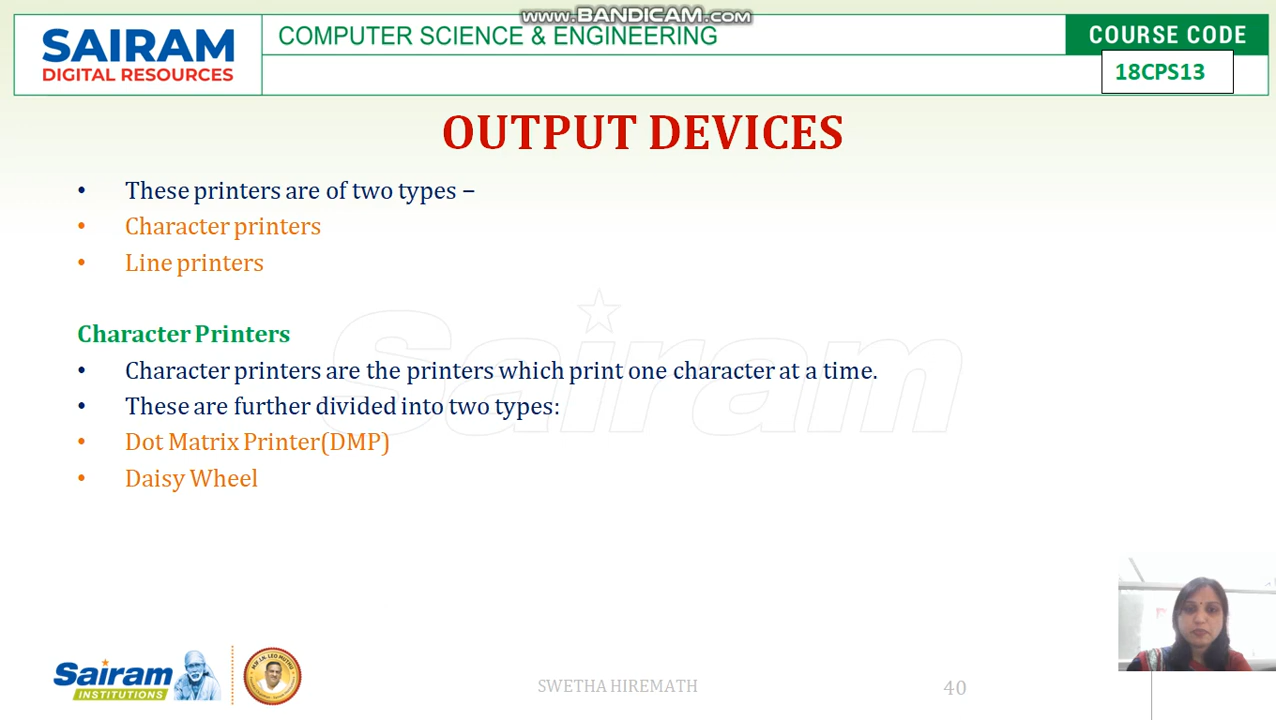 www.BANDICAM.com
SAIRAM
DIGITAL RESOURCES
COMPUTER SCIENCE & ENGINEERING
COURSE CODE
18CPS13
OUTPUT DEVICES
• These printers are of two types −
• Character printers
• Line printers
Character Printers
• Character printers are the printers which print one character at a time.
• These are further divided into two types:
• Dot Matrix Printer(DMP)
• Daisy Wheel
Sairam
Sairam
INSTITUTIONS
SWETHA HIREMATH
40